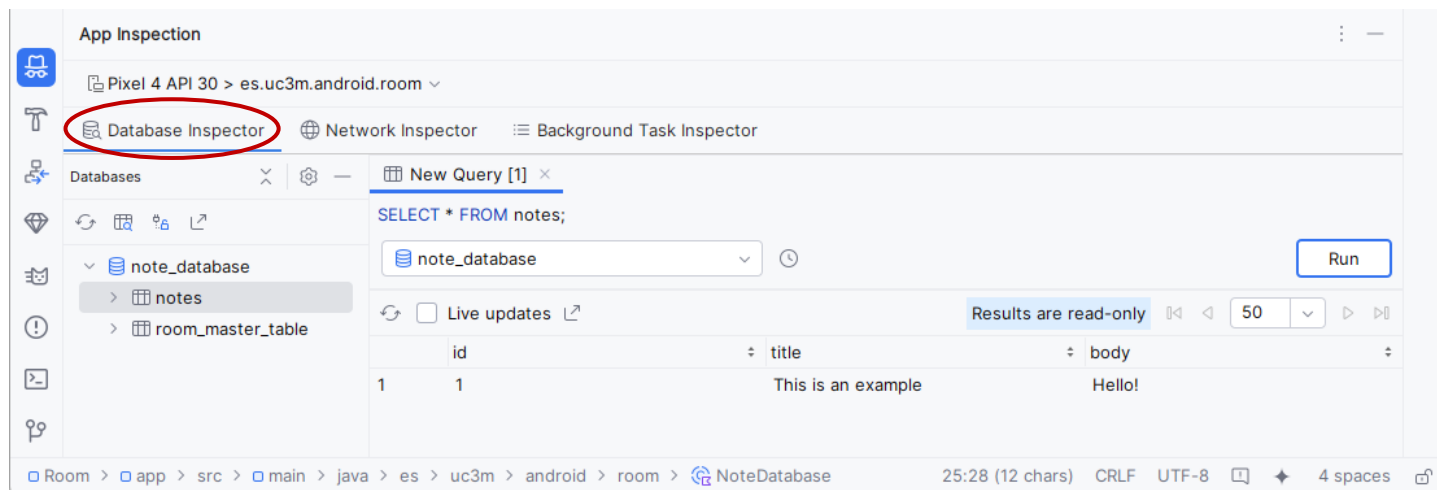 App Inspection
Pixel 4 API 30 > es.uc3m.android.room
Database Inspector Network Inspector Background Task Inspector
Databases New Query [1]
SELECT * FROM notes;
note_database Run
note_database
notes
room_master_table
Live updates Results are read-only 50
id title body
1 1 This is an example Hello!
Room > app > src > main > java > es > uc3m > android > room > NoteDatabase 25:28 (12 chars) CRLF UTF-8 4 spaces